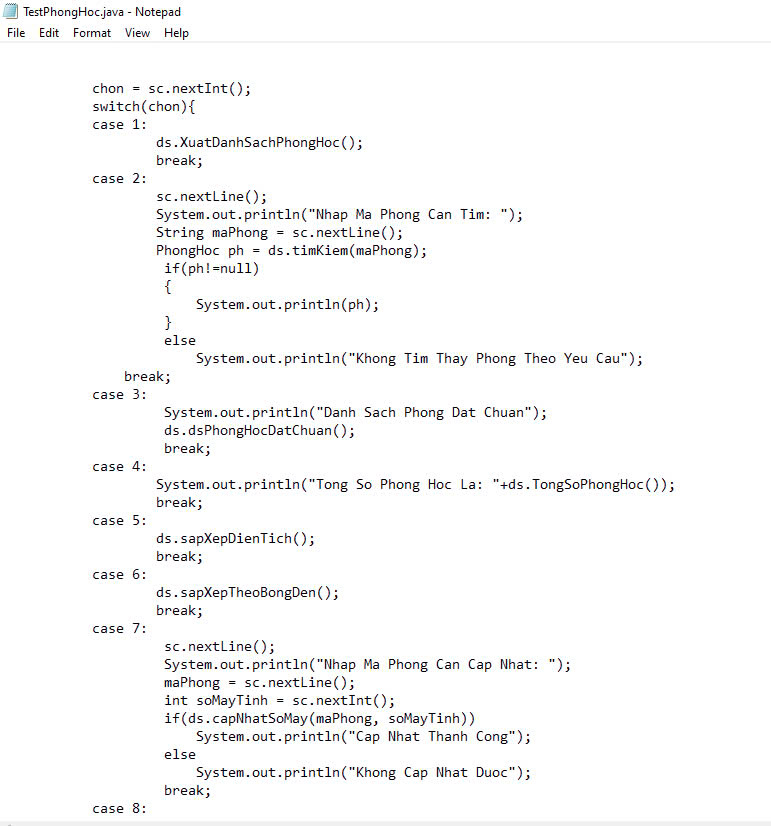 TestPhongHoc.java - Notepad
File Edit Format View Help
chon = sc.nextInt();
switch(chon){
case 1:
ds.XuatDanhSachPhongHoc();
break;
case 2:
sc.nextLine();
System.out.println("Nhap Ma Phong Can Tim: ");
String maPhong = sc.nextLine();
PhongHoc ph = ds.timKiem(maPhong);
if(ph!=null)
{
System.out.println(ph);
}
else
System.out.println("Khong Tim Thay Phong Theo Yeu Cau");
break;
case 3:
System.out.println("Danh Sach Phong Dat Chuan");
ds.dsPhongHocDatChuan();
break;
case 4:
System.out.println("Tong So Phong Hoc La: "+ds.TongSoPhongHoc());
break;
case 5:
ds.sapXepDienTich();
break;
case 6:
ds.sapXepTheoBongDen();
break;
case 7:
sc.nextLine();
System.out.println("Nhap Ma Phong Can Cap Nhat: ");
maPhong = sc.nextLine();
int soMayTinh = sc.nextInt();
if(ds.capNhatSoMay(maPhong, soMayTinh))
System.out.println("Cap Nhat Thanh Cong");
else
System.out.println("Khong Cap Nhat Duoc");
break;
case 8: